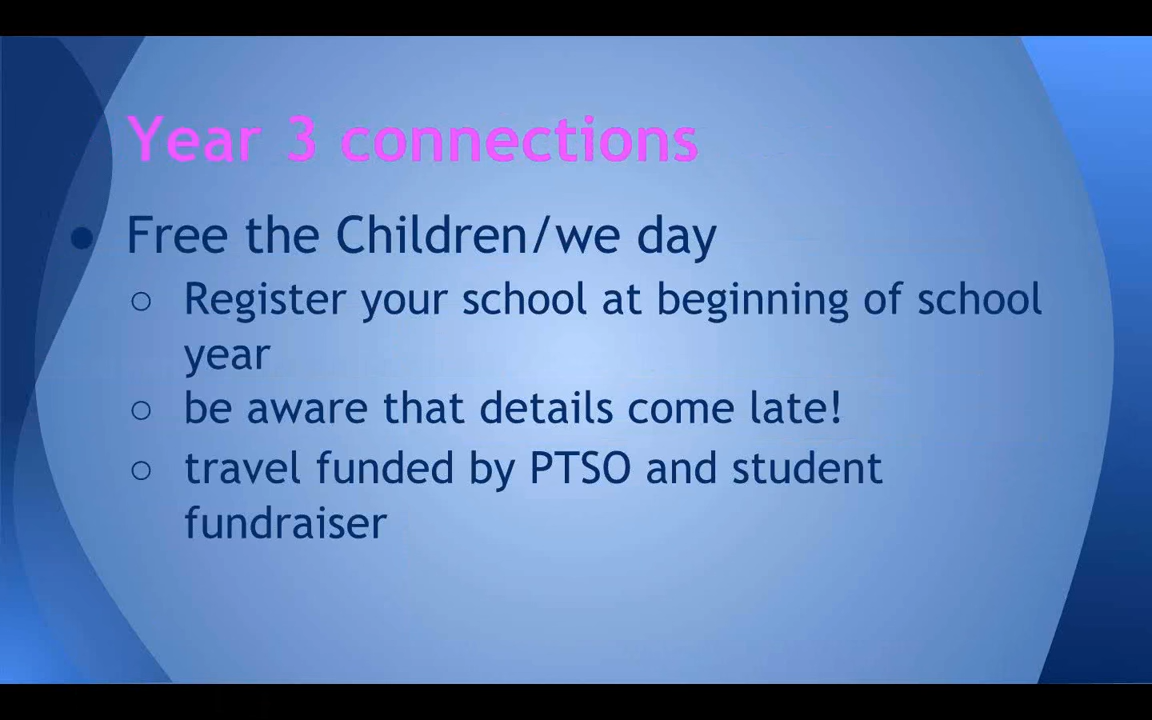 Year 3 connections
● Free the Children/we day
○ Register your school at beginning of school
year
○ be aware that details come late!
○ travel funded by PTSO and student
fundraiser